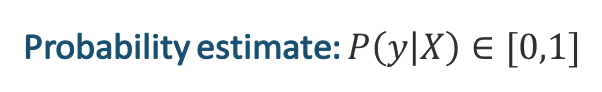 Probability estimate: P(y|X) ∈ [0,1]